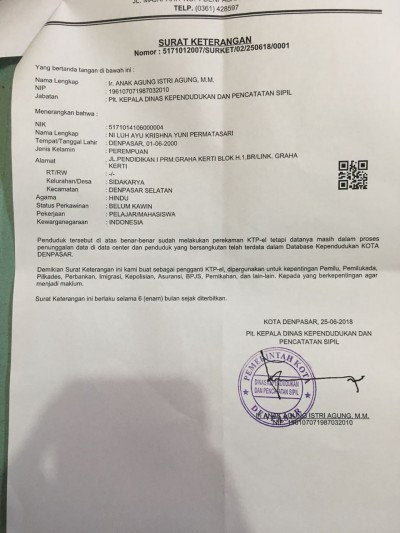 TELP. (0361) 428597
SURAT KETERANGAN
Nomor : 5171012007/SURKET/02/250618/0001
Yang bertanda tangan di bawah ini :
Nama Lengkap : Ir. ANAK AGUNG ISTRI AGUNG, M.M.
NIP : 196107071987032010
Jabatan : Plt. KEPALA DINAS KEPENDUDUKAN DAN PENCATATAN SIPIL
Menerangkan bahwa :
NIK : 5171014106000004
Nama Lengkap : NI LUH AYU KRISHNA YUNI PERMATASARI
Tempat/Tanggal Lahir : DENPASAR, 01-06-2000
Jenis Kelamin : PEREMPUAN
Alamat : JL.PENDIDIKAN I PRM.GRAHA KERTI BLOK H.1,BR/LINK. GRAHA
KERTI
RT/RW : -/-
Kelurahan/Desa : SIDAKARYA
Kecamatan : DENPASAR SELATAN
Agama : HINDU
Status Perkawinan : BELUM KAWIN
Pekerjaan : PELAJAR/MAHASISWA
Kewarganegaraan : INDONESIA
Penduduk tersebut di atas benar-benar sudah melakukan perekaman KTP-el tetapi datanya masih dalam proses
penunggalan data di data center dan penduduk yang bersangkutan telah terdata dalam Database Kependudukan KOTA
DENPASAR.
Demikian Surat Keterangan ini kami buat sebagai pengganti KTP-el, dipergunakan untuk kepentingan Pemilu, Pemilukada,
Pilkades, Perbankan, Imigrasi, Kepolisian, Asuransi, BPJS, Pernikahan, dan lain-lain. Kepada yang berkepentingan agar
menjadi maklum.
Surat Keterangan ini berlaku selama 6 (enam) bulan sejak diterbitkan.
KOTA DENPASAR, 25-06-2018
Plt. KEPALA DINAS KEPENDUDUKAN DAN
PENCATATAN SIPIL
PEMERINTAH KOTA
DINAS KEPENDUDUKAN
DAN PENCATATAN SIPIL
DENPASAR
Ir. ANAK AGUNG ISTRI AGUNG, M.M.
NIP. 196107071987032010